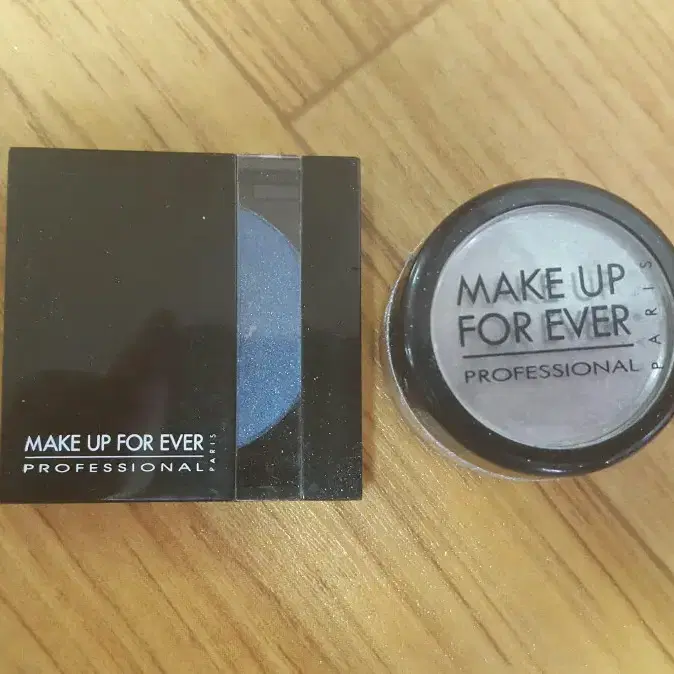 MAKE UP FOR EVER
PROFESSIONAL
PARIS
MAKE UP
FOR EVER
PROFESSIONAL
PARIS